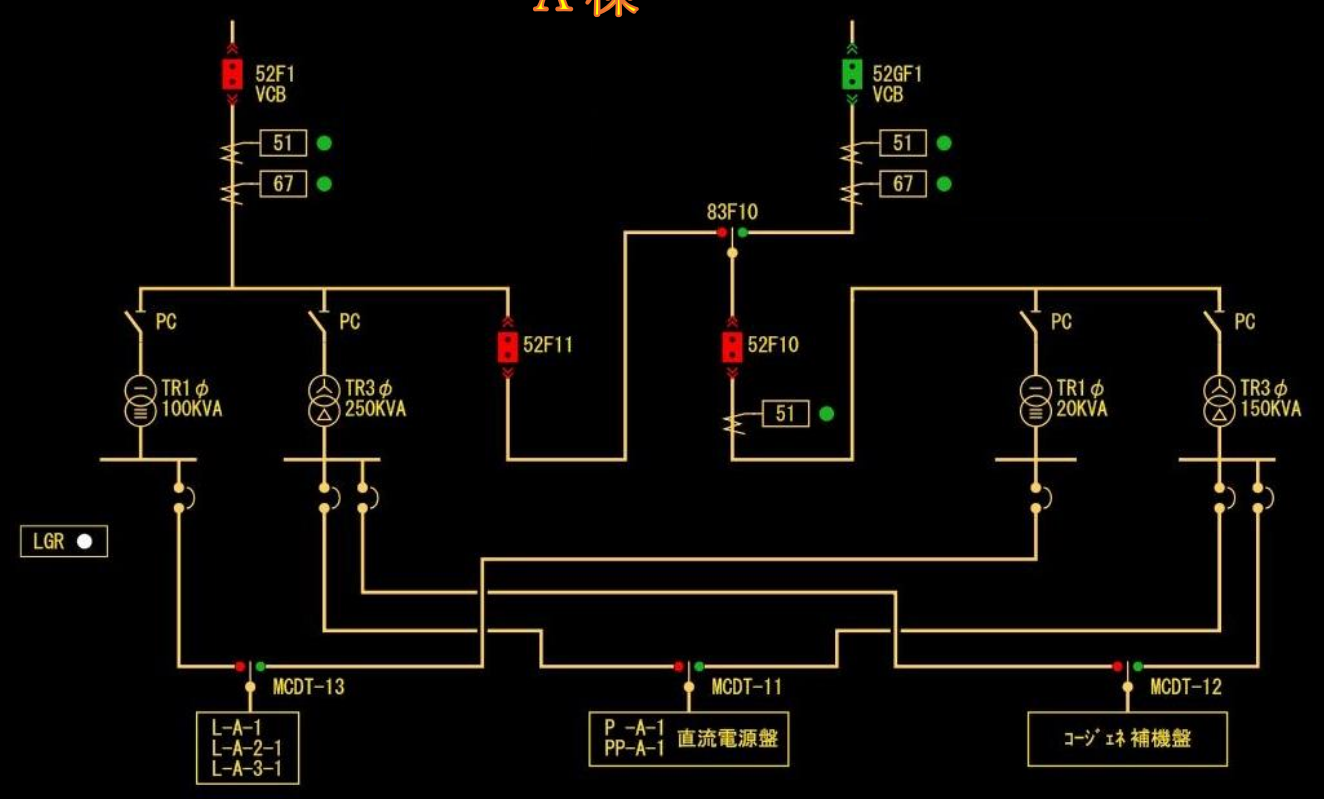 A 棟
52F1
VCB
52GF1
VCB
51
51
67
67
83F10
PC
PC
PC
PC
52F11
52F10
TR1φ
100KVA
TR3φ
250KVA
TR1φ
20KVA
TR3φ
150KVA
51
LGR
MCDT-13
MCDT-11
MCDT-12
L-A-1
L-A-2-1
L-A-3-1
P -A-1
PP-A-1
直流電源盤
コージェネ補機盤